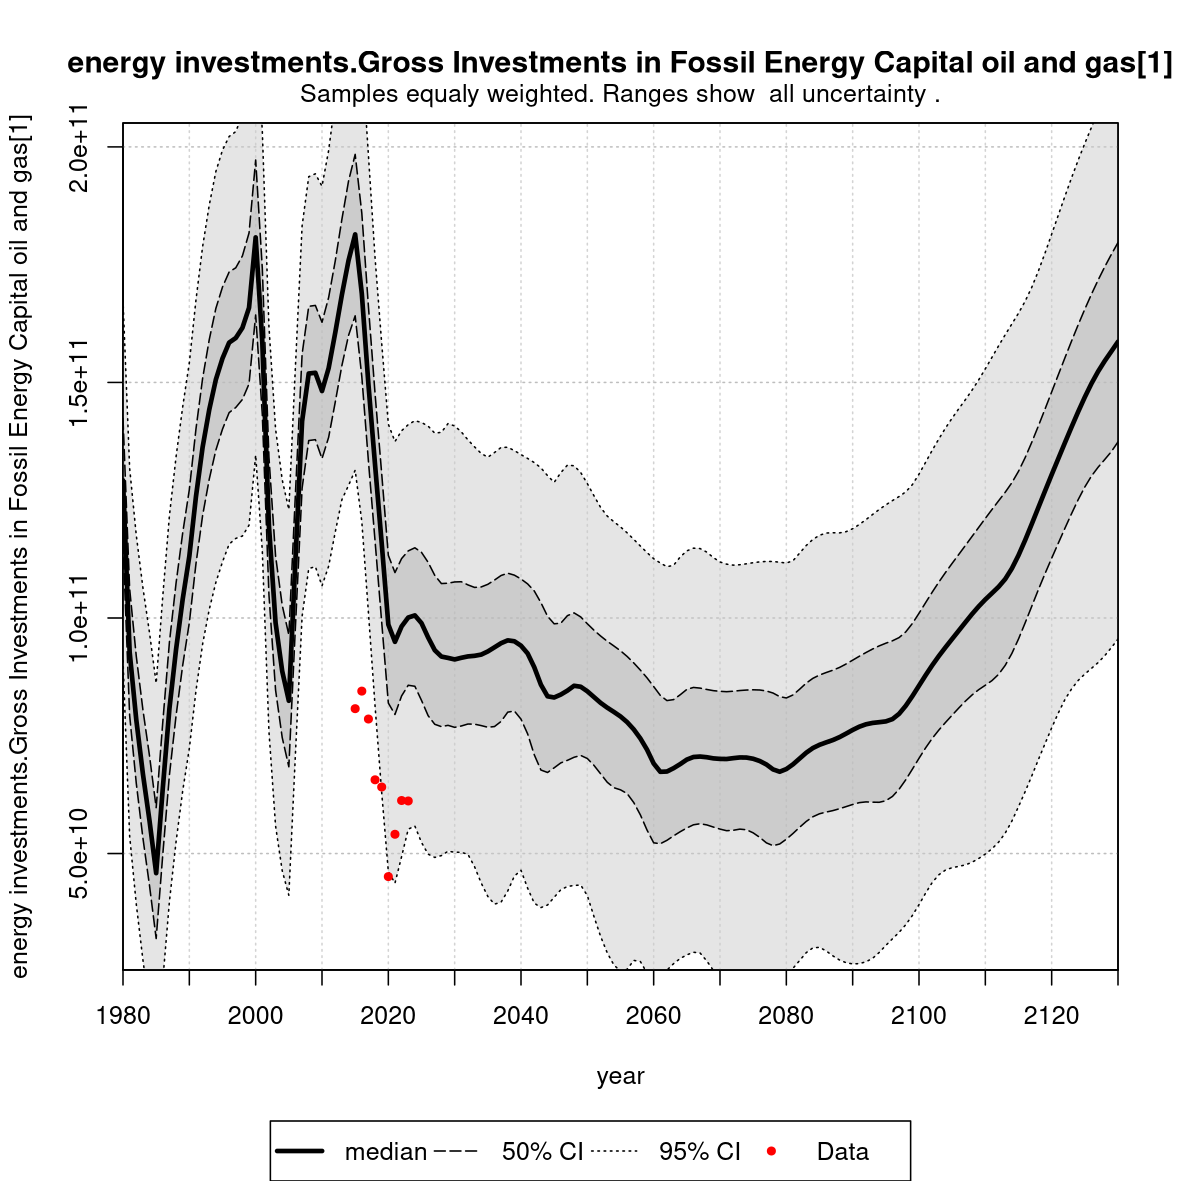 energy investments.Gross Investments in Fossil Energy Capital oil and gas[1]
Samples equaly weighted. Ranges show  all uncertainty .
energy investments.Gross Investments in Fossil Energy Capital oil and gas[1]
2.0e+11
1.5e+11
1.0e+11
5.0e+10
1980 2000 2020 2040 2060 2080 2100 2120
year
median 50% CI 95% CI Data